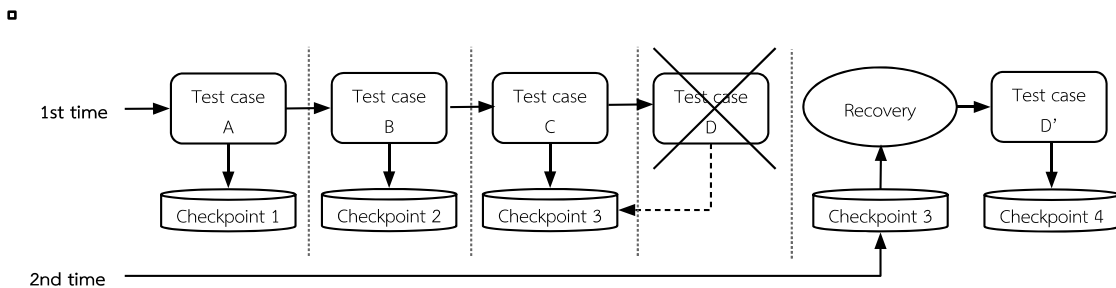 1st time
Test case
A
Test case
B
Test case
C
Test case
D
Recovery
Test case
D’
Checkpoint 1
Checkpoint 2
Checkpoint 3
Checkpoint 3
Checkpoint 4
2nd time